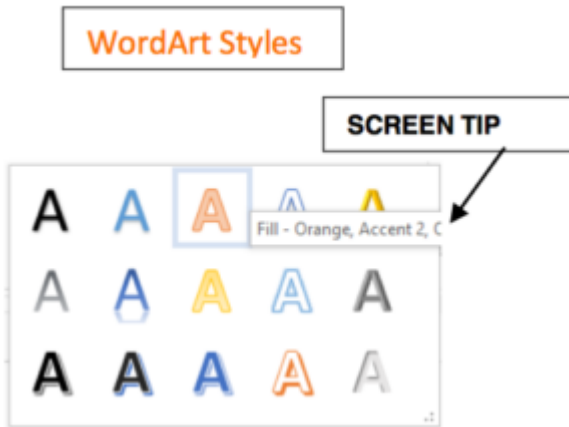 WordArt Styles
SCREEN TIP
A A A A A
Fill - Orange, Accent 2,
A A A A A
A A A A A